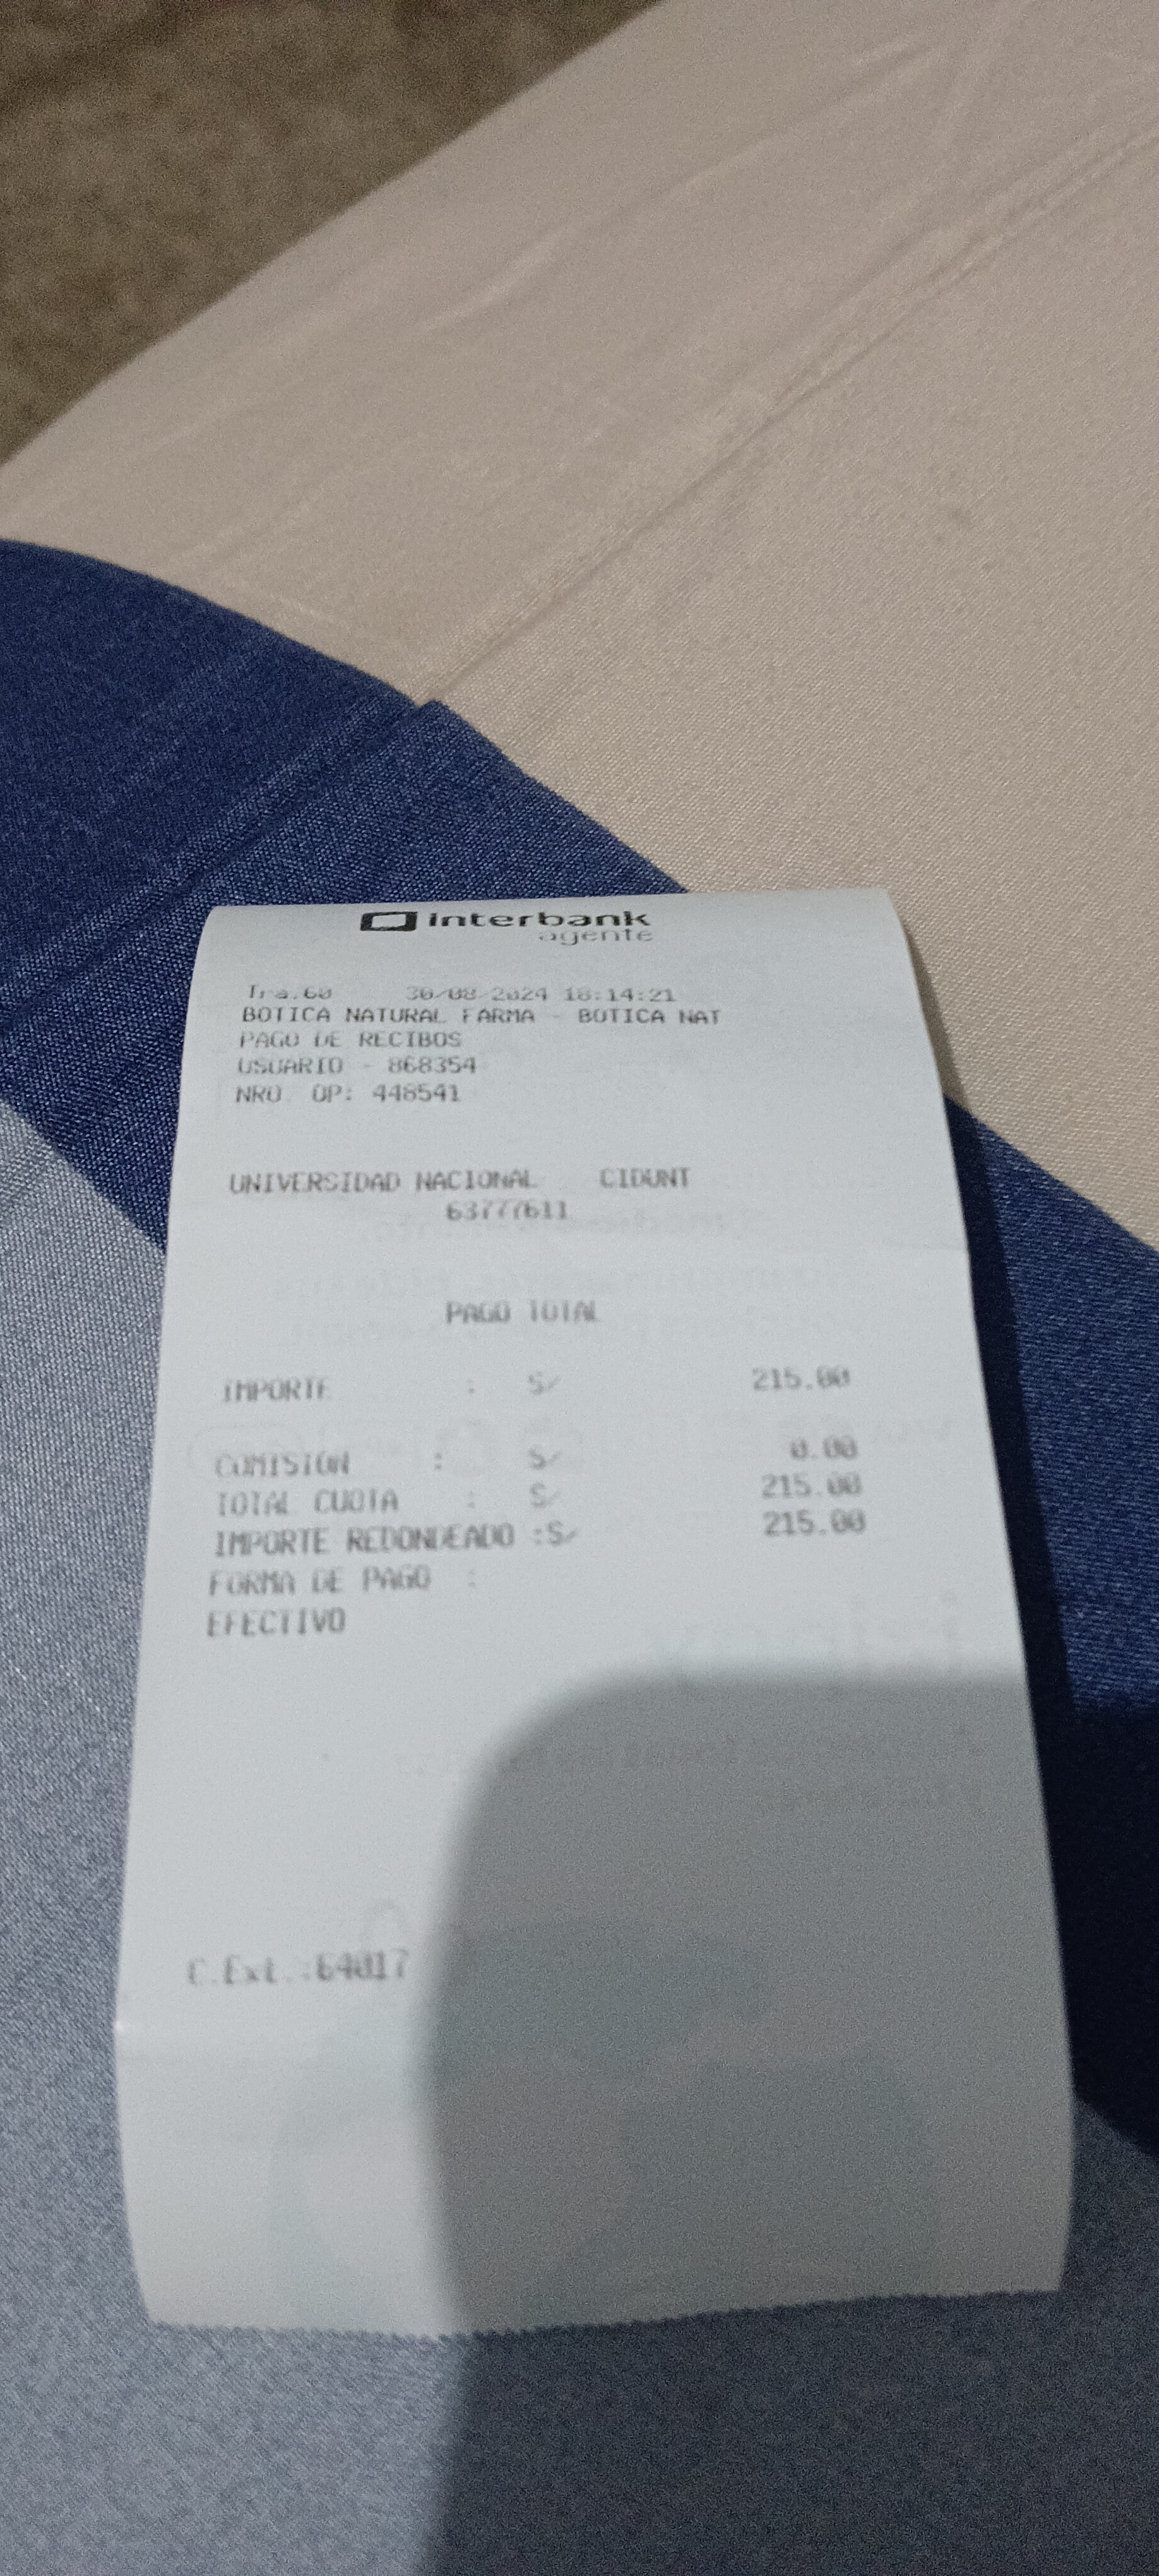 interbank
agente
Tra.60 30/08/2024 18:14:21
BOTICA NATURAL FARMA - BOTICA NAT
PAGO DE RECIBOS
USUARIO - 868354
NRO. OP: 448541
UNIVERSIDAD NACIONAL CIDUNT
63777611
PAGO TOTAL
IMPORTE : S/ 215.00
COMISION : S/ 0.00
TOTAL CUOTA : S/ 215.00
IMPORTE REDONDEADO :S/ 215.00
FORMA DE PAGO :
EFECTIVO
C.Ext.:64017